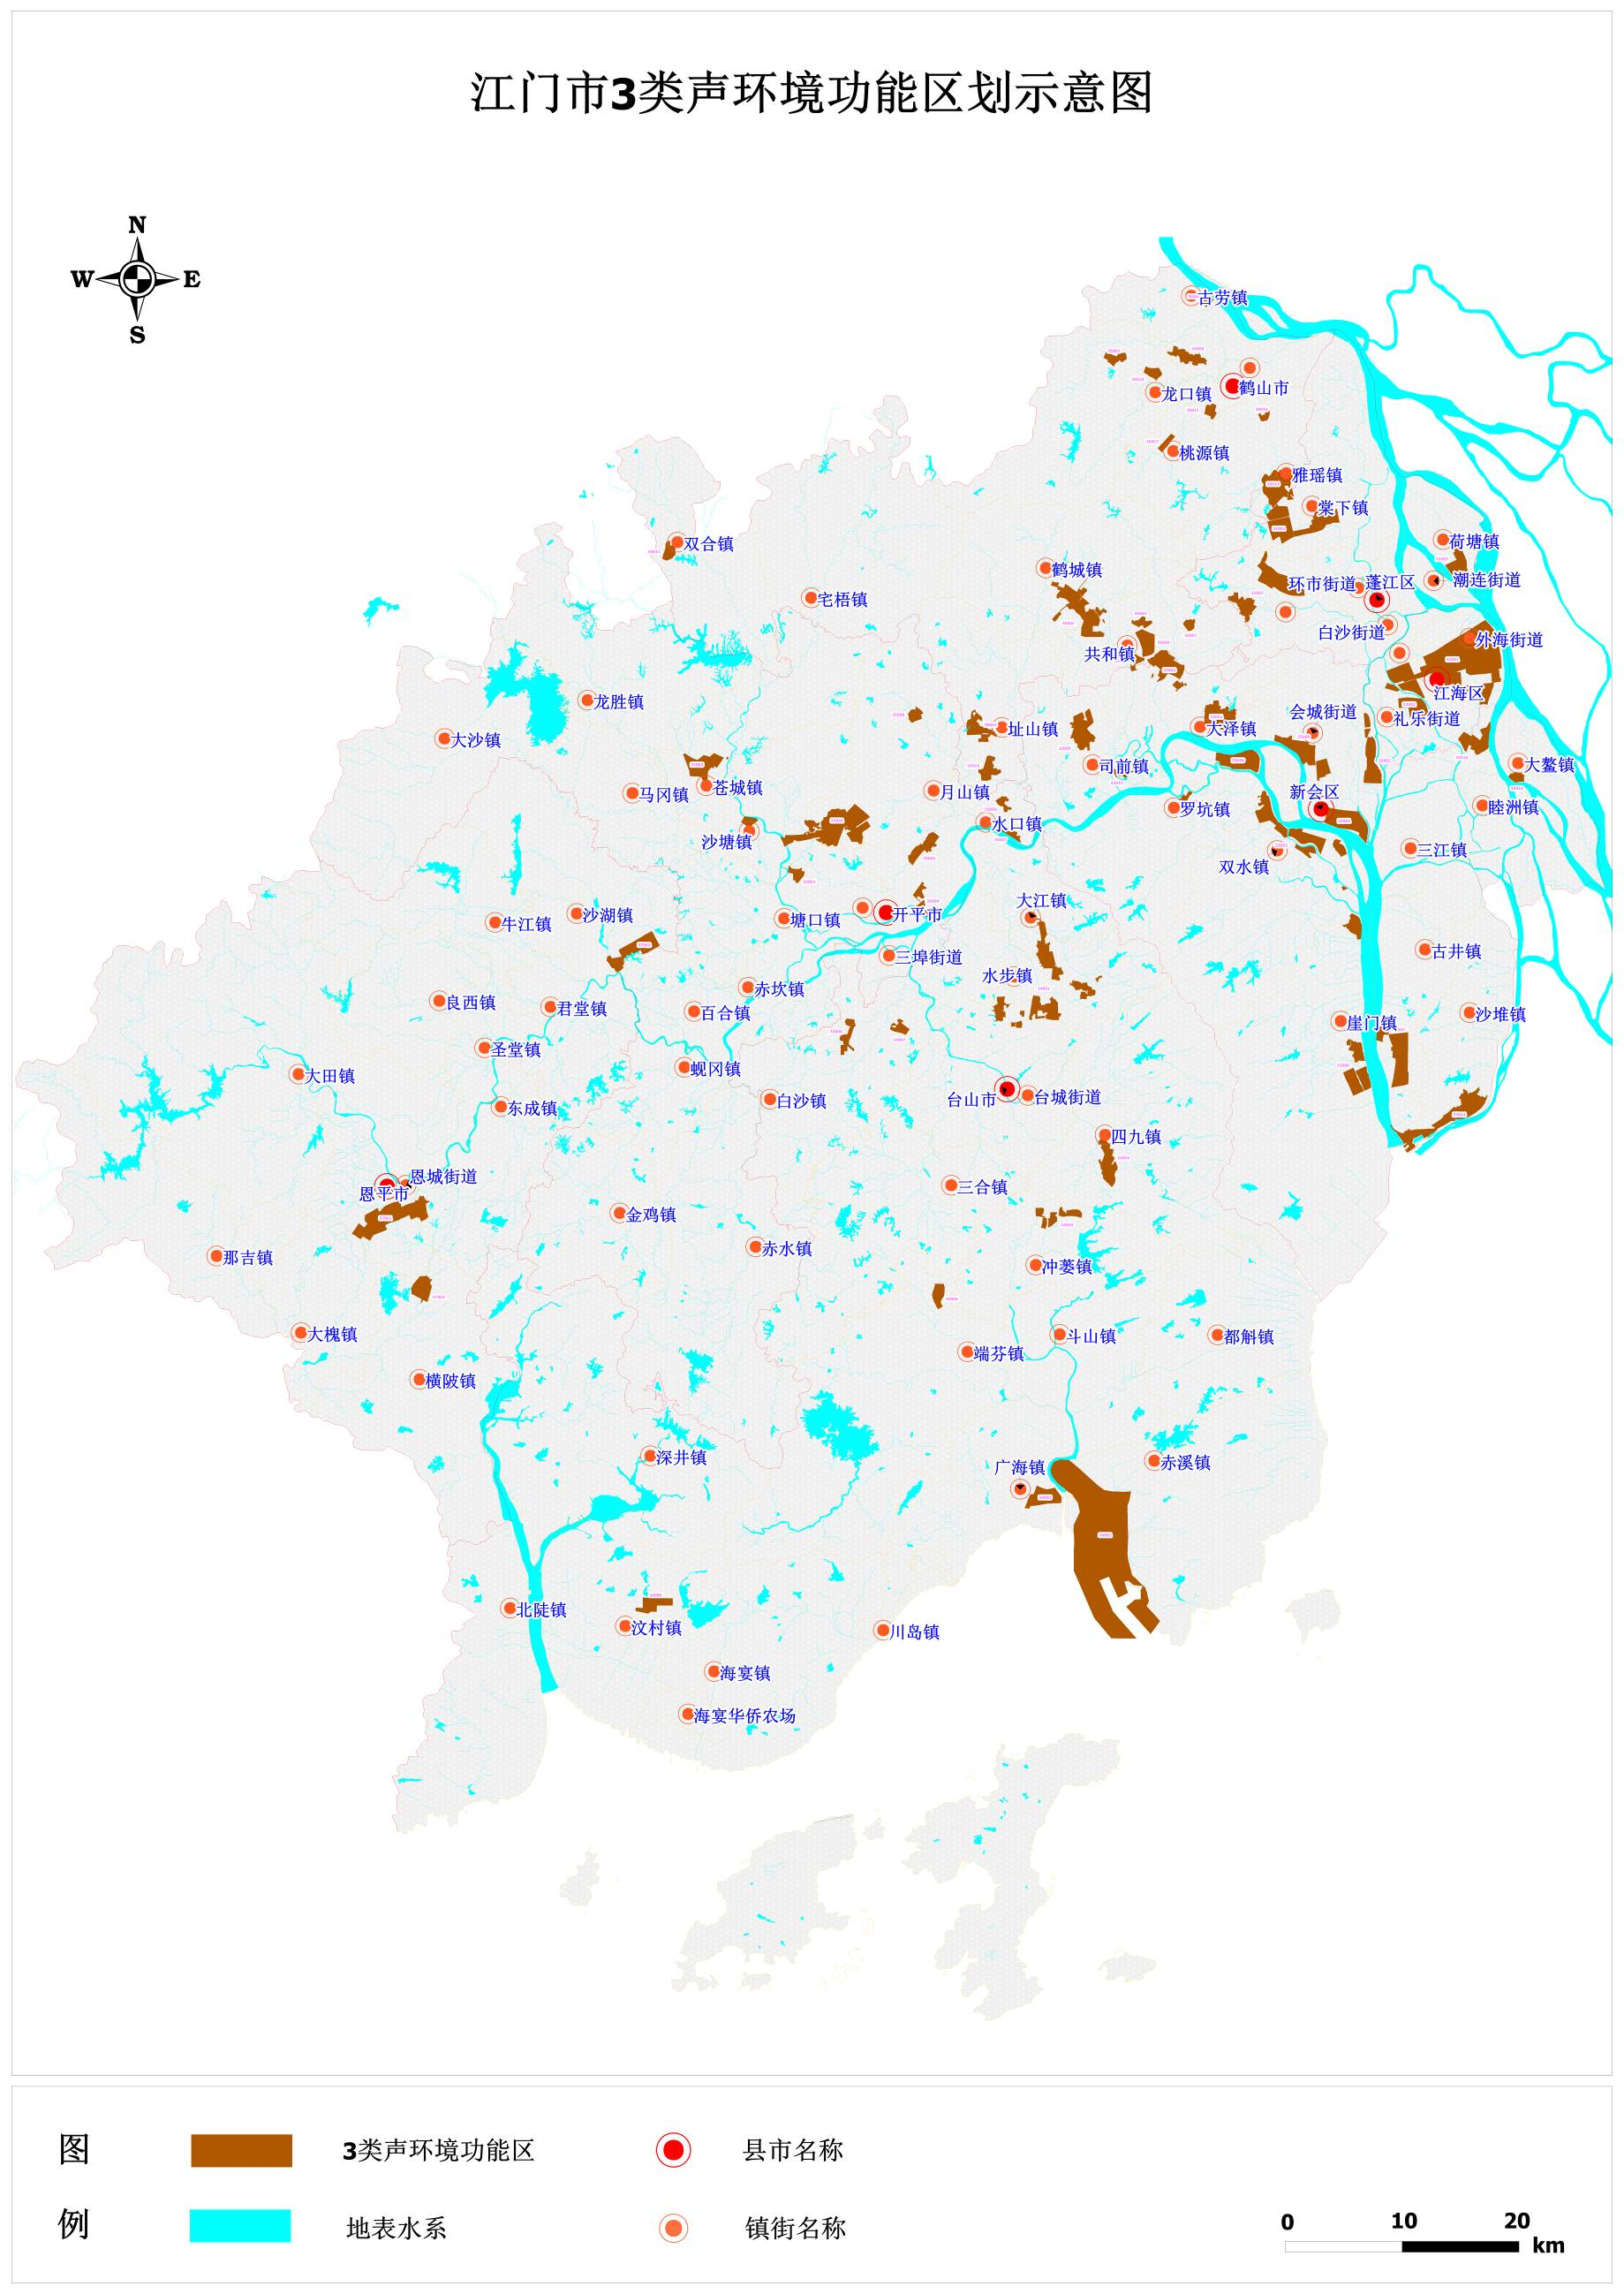 江门市3类声环境功能区划示意图
N
W E
S
古劳镇
鹤山市
龙口镇
桃源镇
雅瑶镇
棠下镇
荷塘镇
双合镇
鹤城镇
环市街道
蓬江区
潮连街道
宅梧镇
白沙街道
外海街道
共和镇
江海区
龙胜镇
会城街道
礼乐街道
大沙镇
址山镇
大泽镇
司前镇
大鳌镇
马冈镇
苍城镇
月山镇
新会区
罗坑镇
睦洲镇
沙塘镇
水口镇
三江镇
双水镇
大江镇
牛江镇
沙湖镇
塘口镇
开平市
三埠街道
古井镇
水步镇
赤坎镇
良西镇
君堂镇
百合镇
崖门镇
沙堆镇
圣堂镇
蚬冈镇
大田镇
东成镇
白沙镇
台山市
台城街道
四九镇
恩城街道
恩平市
三合镇
金鸡镇
那吉镇
赤水镇
冲蒌镇
大槐镇
斗山镇
都斛镇
端芬镇
横陂镇
深井镇
广海镇
赤溪镇
北陡镇
汶村镇
川岛镇
海宴镇
海宴华侨农场
图
例
3类声环境功能区
县市名称
地表水系
镇街名称
0 10 20
km